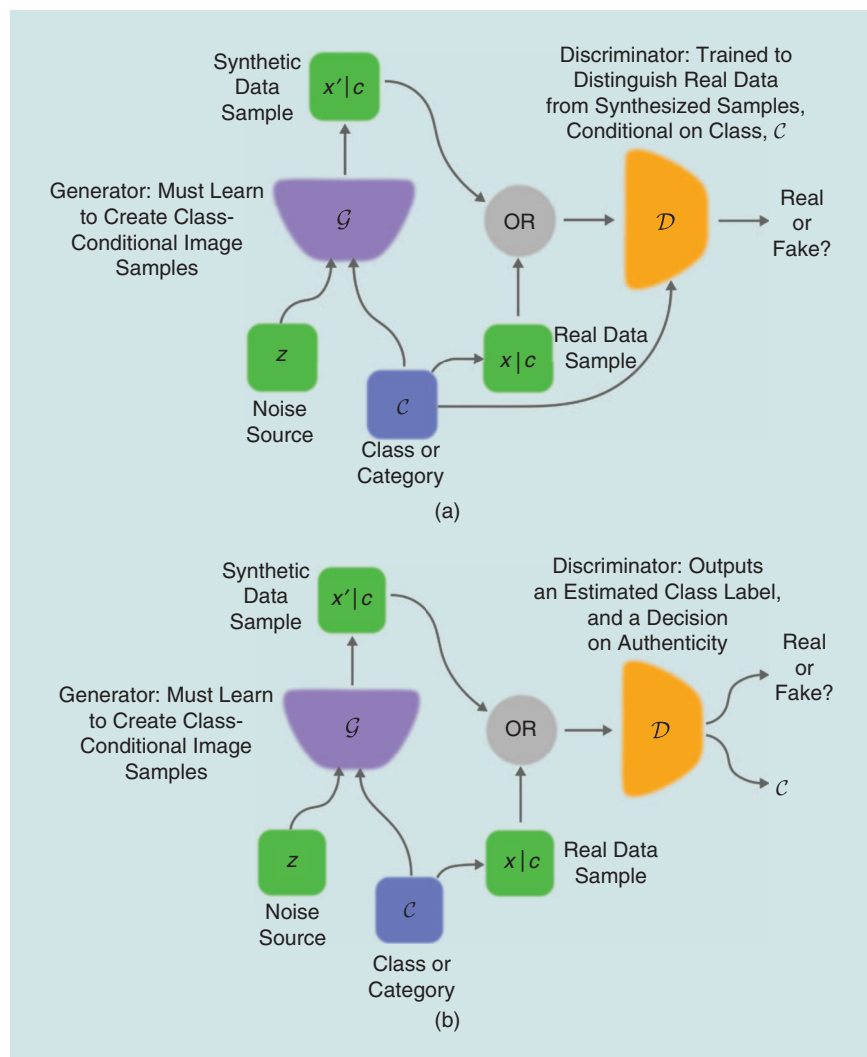 Synthetic
Data
Sample
x′|c
Discriminator: Trained to
Distinguish Real Data
from Synthesized Samples,
Conditional on Class, 𝒞
Generator: Must Learn
to Create Class-
Conditional Image
Samples
𝒢
OR
𝒟
Real
or
Fake?
z
Noise
Source
𝒞
Class or
Category
x|c
Real Data
Sample
(a)
Synthetic
Data
Sample
x′|c
Discriminator: Outputs
an Estimated Class Label,
and a Decision
on Authenticity
Generator: Must Learn
to Create Class-
Conditional Image
Samples
𝒢
OR
𝒟
Real
or
Fake?
𝒞
z
Noise
Source
𝒞
Class or
Category
x|c
Real Data
Sample
(b)